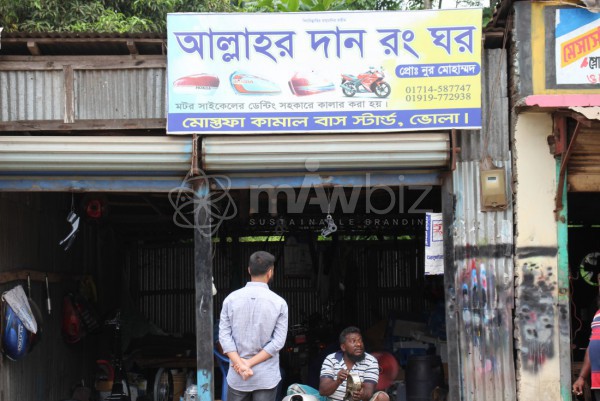 আল্লাহর দান রং ঘর
প্রোঃ নুর মোহাম্মদ
01714-587747
01919-772938
মটর সাইকেলের ডেন্টিং সহকারে কালার করা হয়।
মোস্তফা কামাল বাস স্টার্ড, ভোলা।
mawbiz
SUSTAINABLE BRANDING